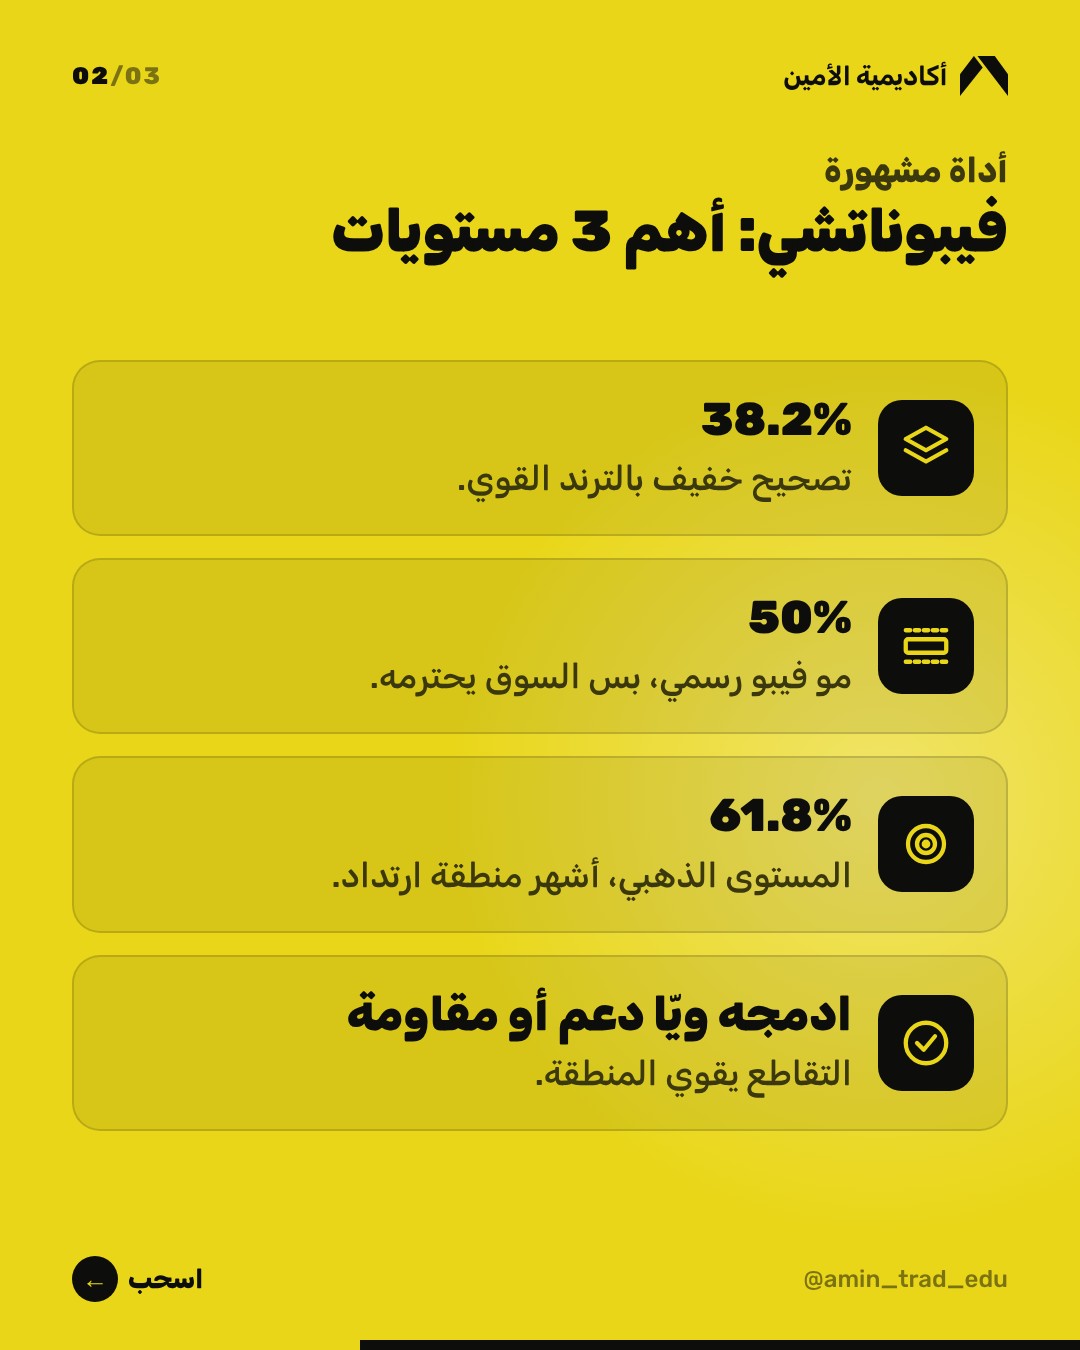 أكاديمية الأمين
02/03
أداة مشهورة
فيبوناتشي: أهم 3 مستويات
38.2%
تصحيح خفيف بالترند القوي.
50%
مو فيبو رسمي، بس السوق يحترمه.
61.8%
المستوى الذهبي، أشهر منطقة ارتداد.
ادمجه ويّا دعم أو مقاومة
التقاطع يقوي المنطقة.
@amin_trad_edu
اسحب ←